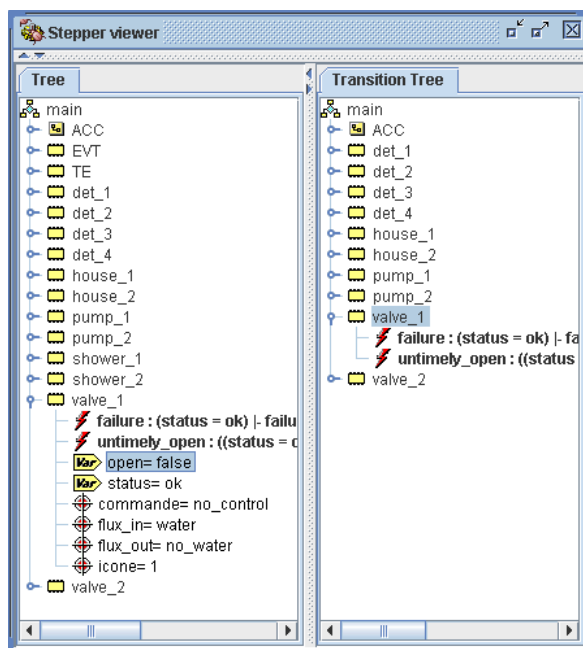 Stepper viewer
Tree
main
ACC
EVT
TE
det_1
det_2
det_3
det_4
house_1
house_2
pump_1
pump_2
shower_1
shower_2
valve_1
failure : (status = ok) |- failu
untimely_open : ((status = c
Var open= false
Var status= ok
commande= no_control
flux_in= water
flux_out= no_water
icone= 1
valve_2
Transition Tree
main
ACC
det_1
det_2
det_3
det_4
house_1
house_2
pump_1
pump_2
valve_1
failure : (status = ok) |- fa
untimely_open : ((status
valve_2